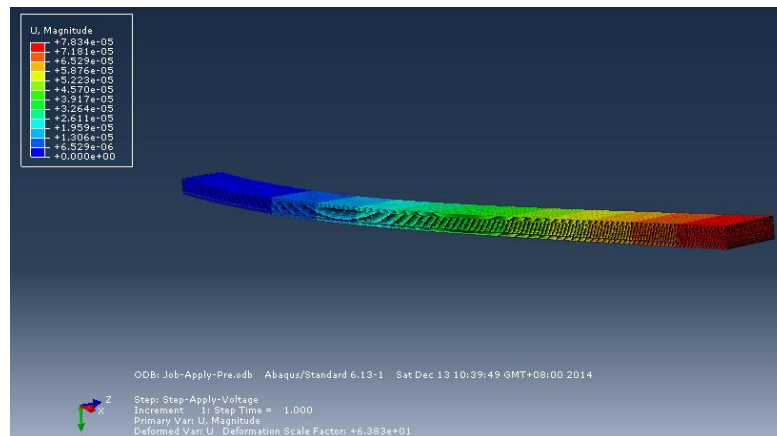 U, Magnitude
+7.834e-05
+7.181e-05
+6.529e-05
+5.876e-05
+5.223e-05
+4.570e-05
+3.917e-05
+3.264e-05
+2.611e-05
+1.959e-05
+1.306e-05
+6.529e-06
+0.000e+00
ODB: Job-Apply-Pre.odb Abaqus/Standard 6.13-1 Sat Dec 13 10:39:49 GMT+08:00 2014
Z
X
Step: Step-Apply-Voltage
Increment 1: Step Time = 1.000
Primary Var: U, Magnitude
Deformed Var: U Deformation Scale Factor: +6.383e+01